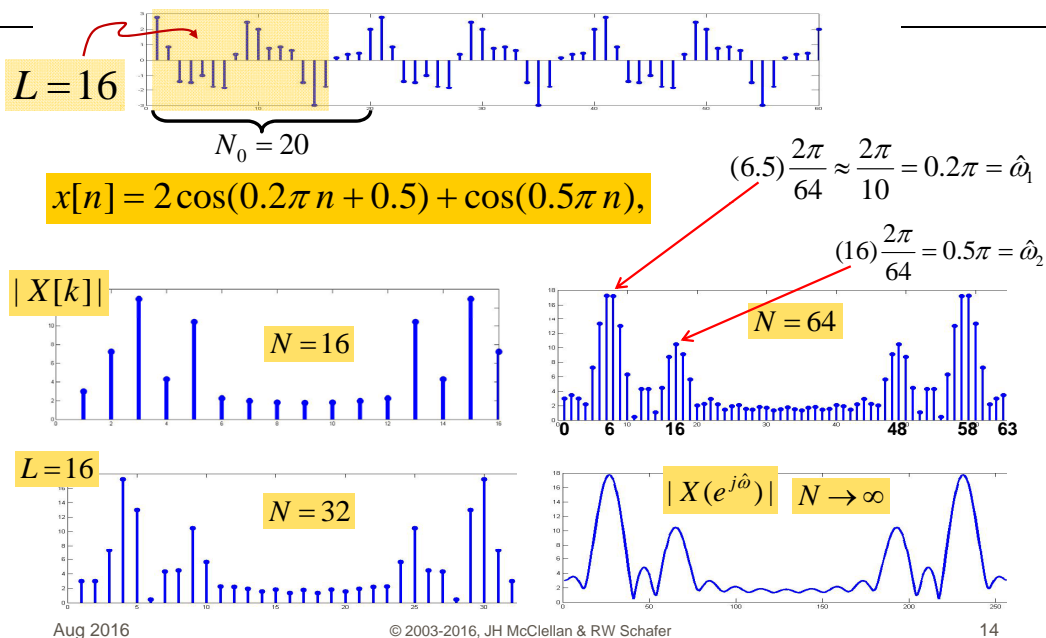 L = 16
N₀ = 20
x[n] = 2cos(0.2π n + 0.5) + cos(0.5π n),
(6.5) 2π/64 ≈ 2π/10 = 0.2π = ω̂₁
(16) 2π/64 = 0.5π = ω̂₂
| X[k]|
N = 16
N = 64
0 6 16 48 58 63
L = 16
N = 32
| X(e^{jω̂})| N → ∞
Aug 2016 © 2003-2016, JH McClellan & RW Schafer 14